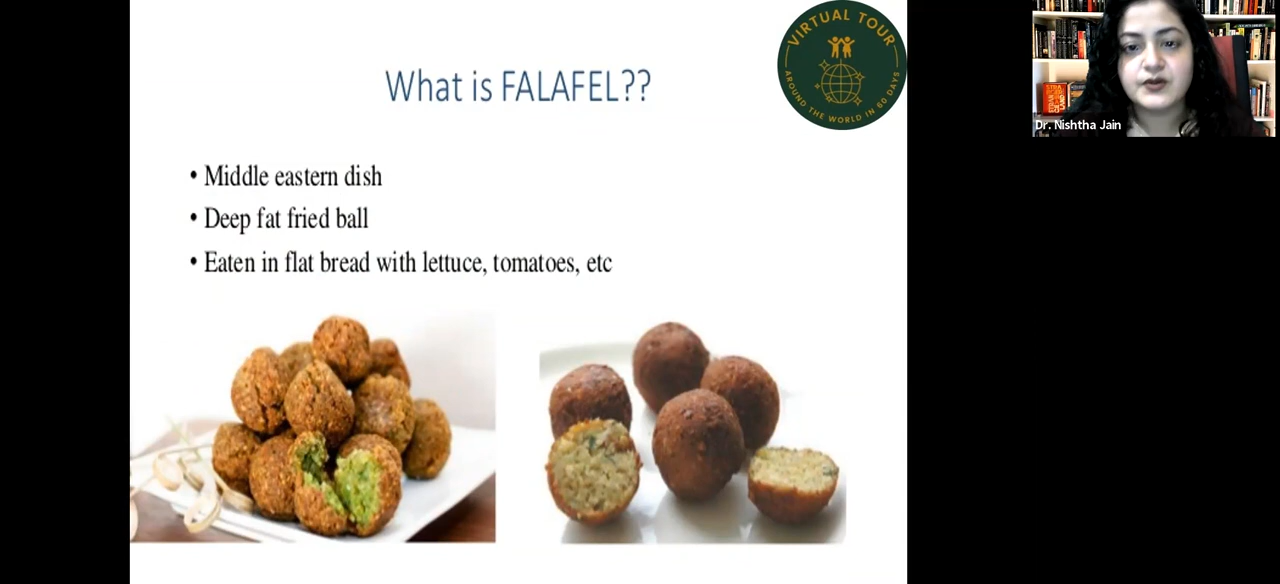 What is FALAFEL??
VIRTUAL TOUR
AROUND THE WORLD IN 80 DAYS
• Middle eastern dish
• Deep fat fried ball
• Eaten in flat bread with lettuce, tomatoes, etc
Dr. Nishtha Jain